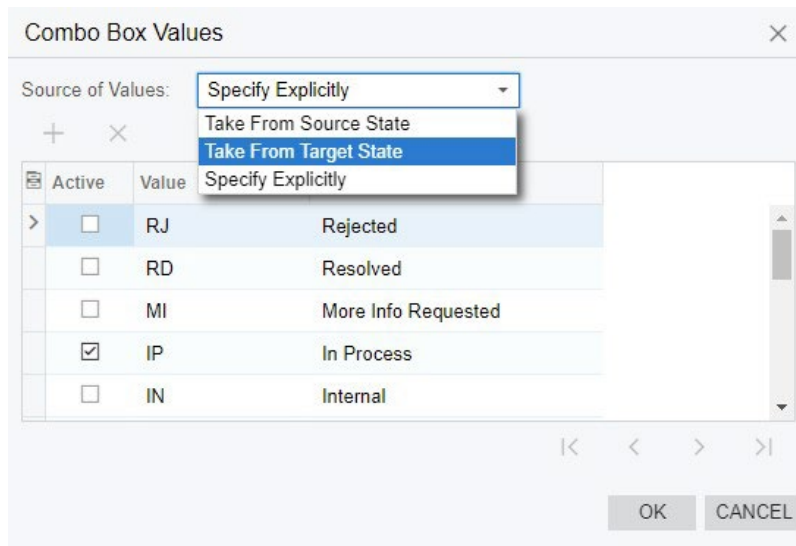 Combo Box Values
Source of Values: Specify Explicitly
Take From Source State
Take From Target State
Specify Explicitly
Active Value
RJ Rejected
RD Resolved
MI More Info Requested
IP In Process
IN Internal
OK CANCEL